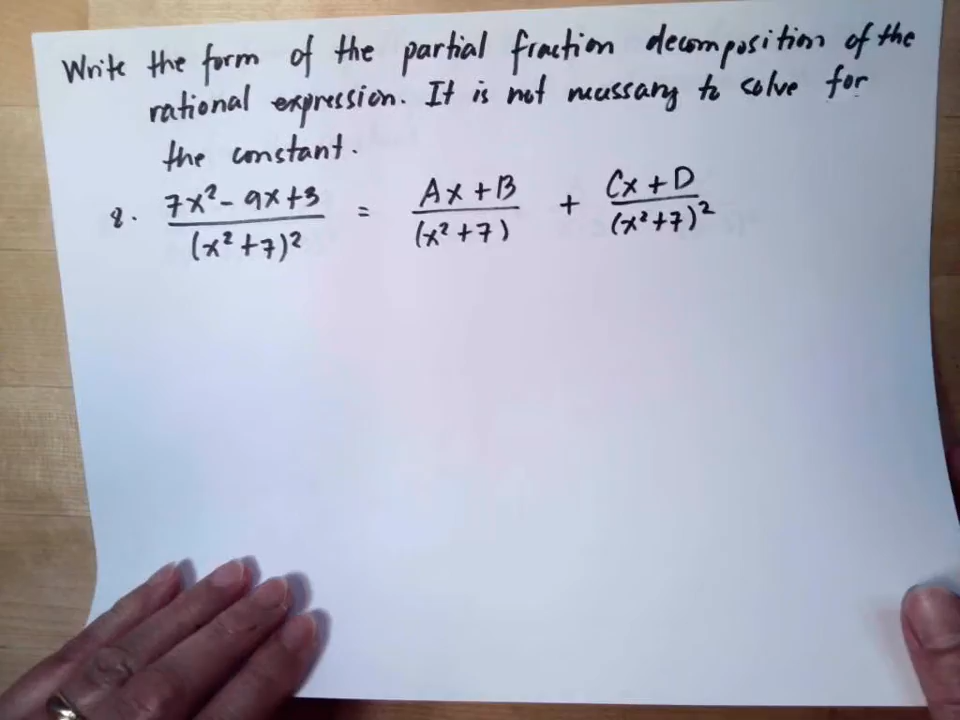 Write the form of the partial fraction decomposition of the
rational expression. It is not necessary to solve for
the constant.
8. (7x² - 9x + 3)/(x² + 7)² = (Ax + B)/(x² + 7) + (Cx + D)/(x² + 7)²